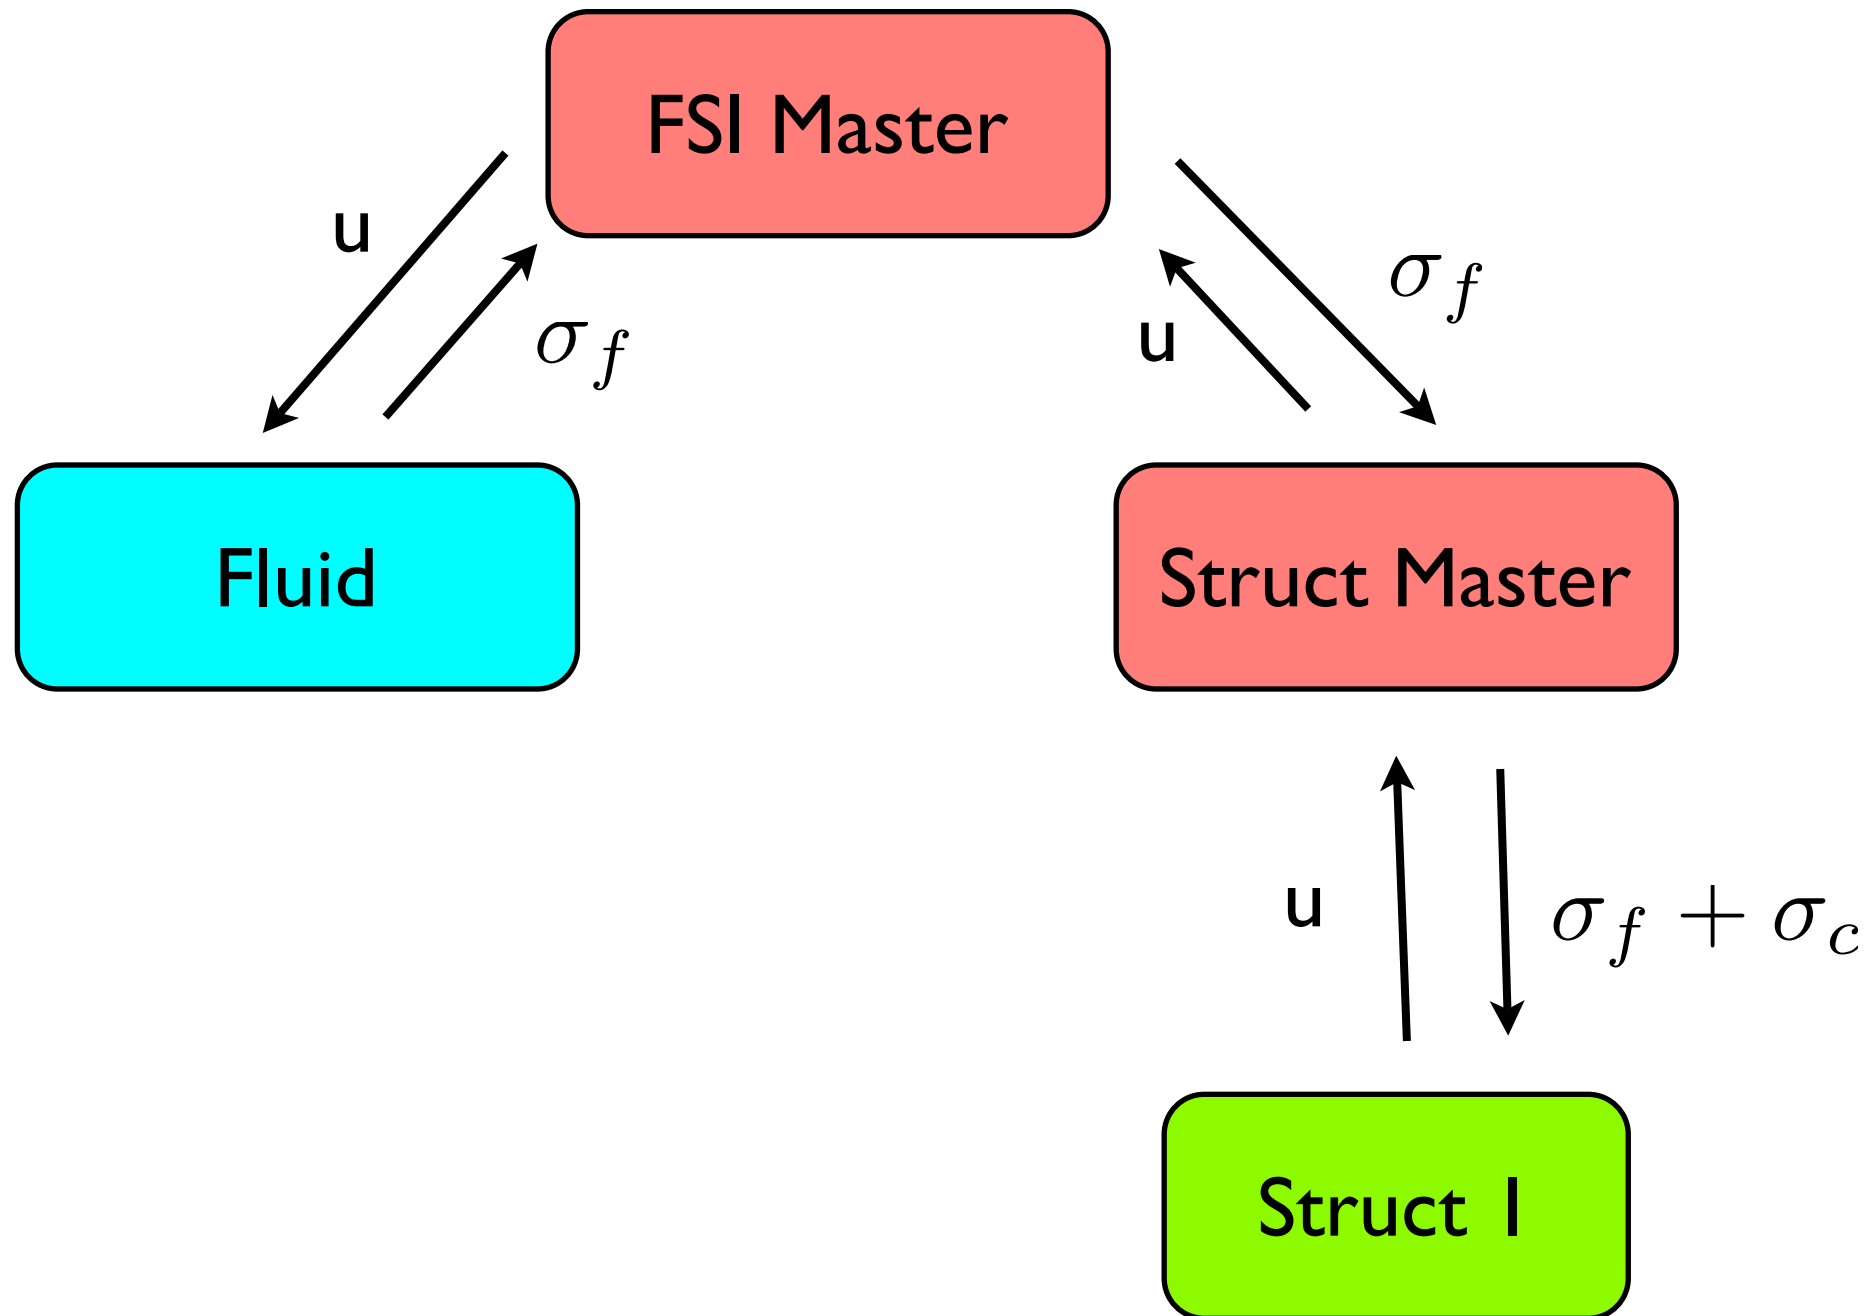 FSI Master
u
σ_f
σ_f
u
Fluid
Struct Master
u
σ_f + σ_c
Struct 1